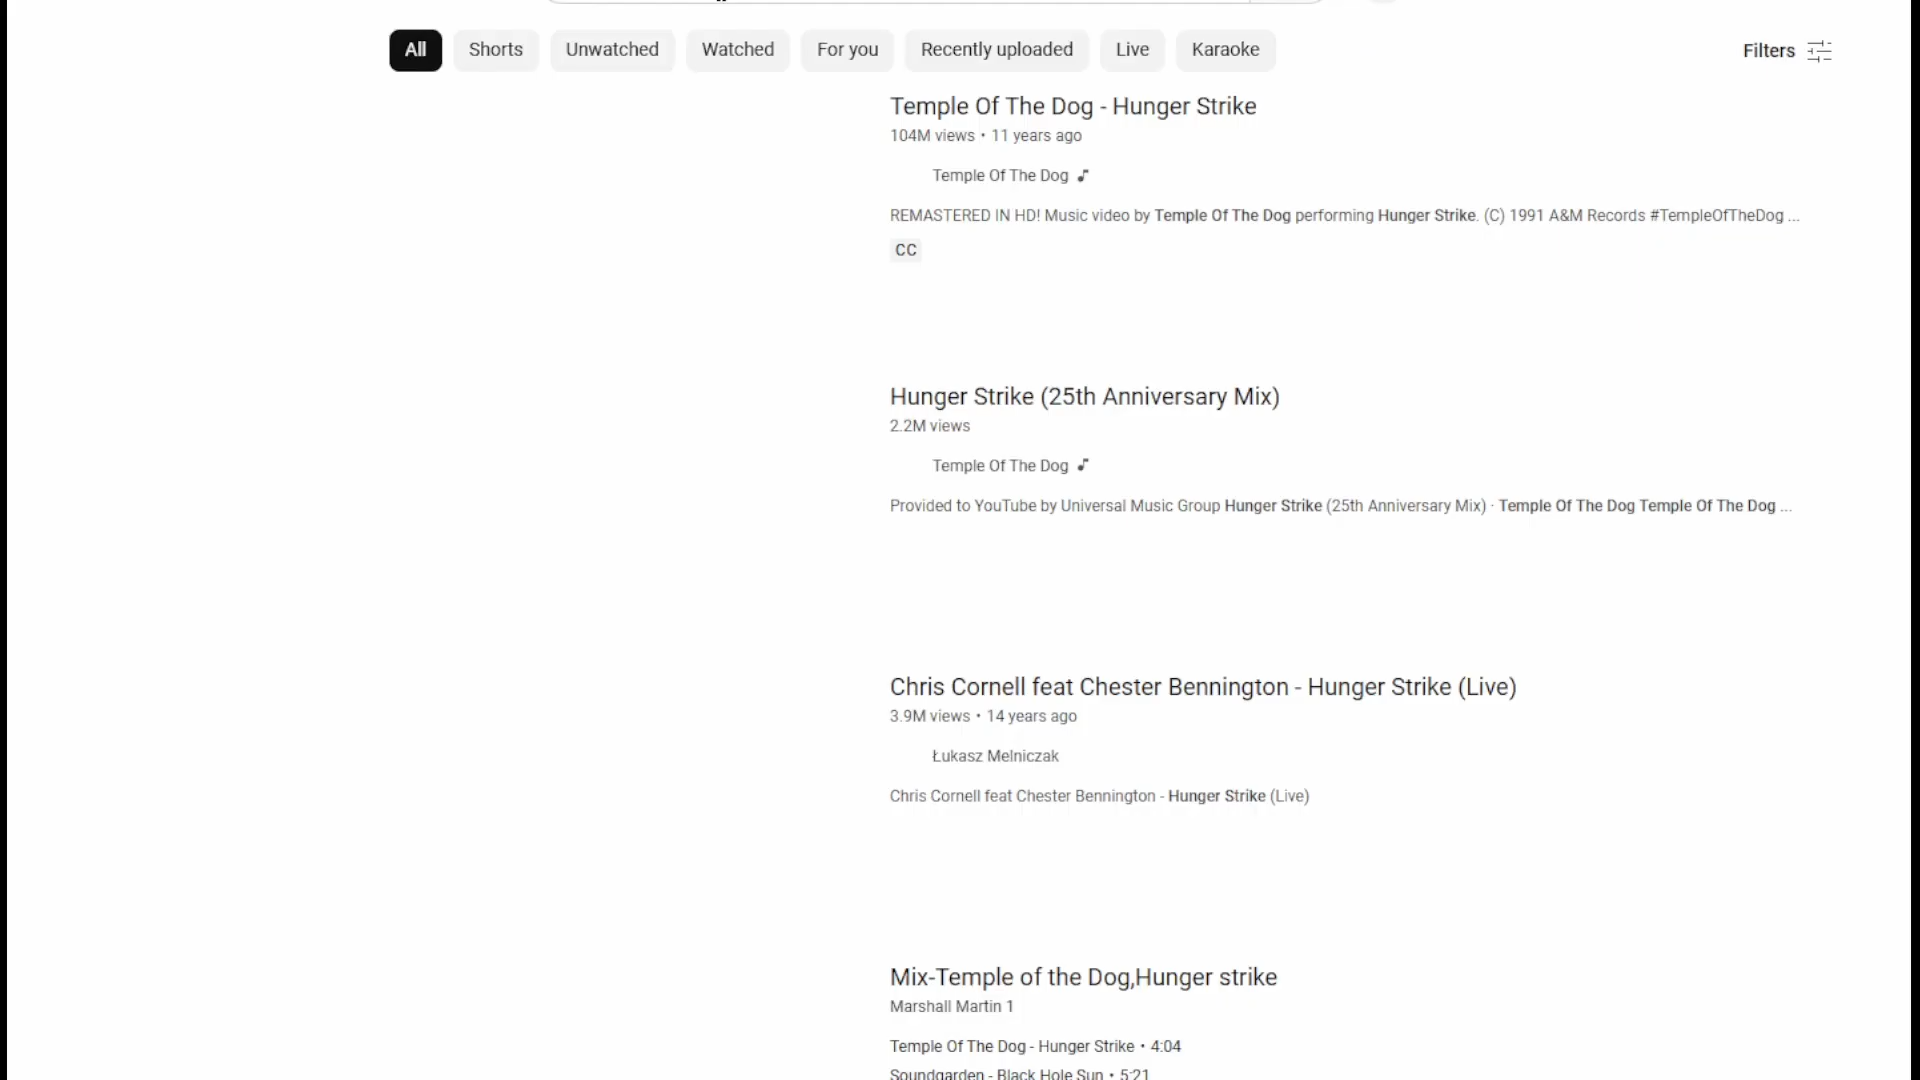 All Shorts Unwatched Watched For you Recently uploaded Live Karaoke Filters
Temple Of The Dog - Hunger Strike
104M views • 11 years ago
Temple Of The Dog
REMASTERED IN HD! Music video by Temple Of The Dog performing Hunger Strike. (C) 1991 A&M Records #TempleOfTheDog ...
CC
Hunger Strike (25th Anniversary Mix)
2.2M views
Temple Of The Dog
Provided to YouTube by Universal Music Group Hunger Strike (25th Anniversary Mix) · Temple Of The Dog Temple Of The Dog ...
Chris Cornell feat Chester Bennington - Hunger Strike (Live)
3.9M views • 14 years ago
Łukasz Melniczak
Chris Cornell feat Chester Bennington - Hunger Strike (Live)
Mix-Temple of the Dog,Hunger strike
Marshall Martin 1
Temple Of The Dog - Hunger Strike • 4:04
Soundgarden - Black Hole Sun • 5:21